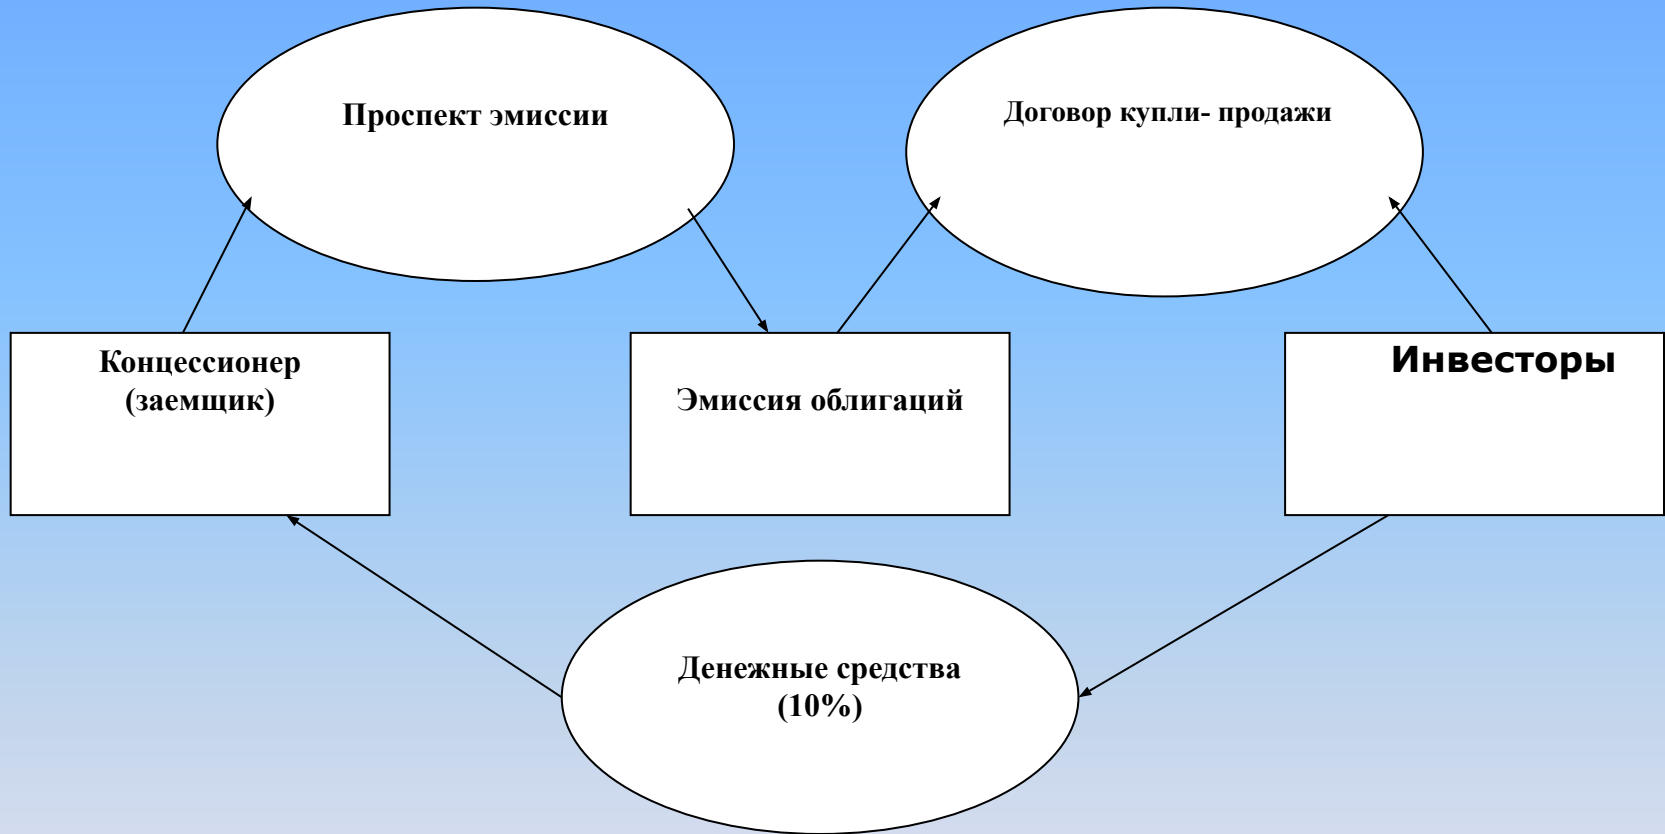 Проспект эмиссии
Договор купли- продажи
Концессионер
(заемщик)
Эмиссия облигаций
Инвесторы
Денежные средства
(10%)